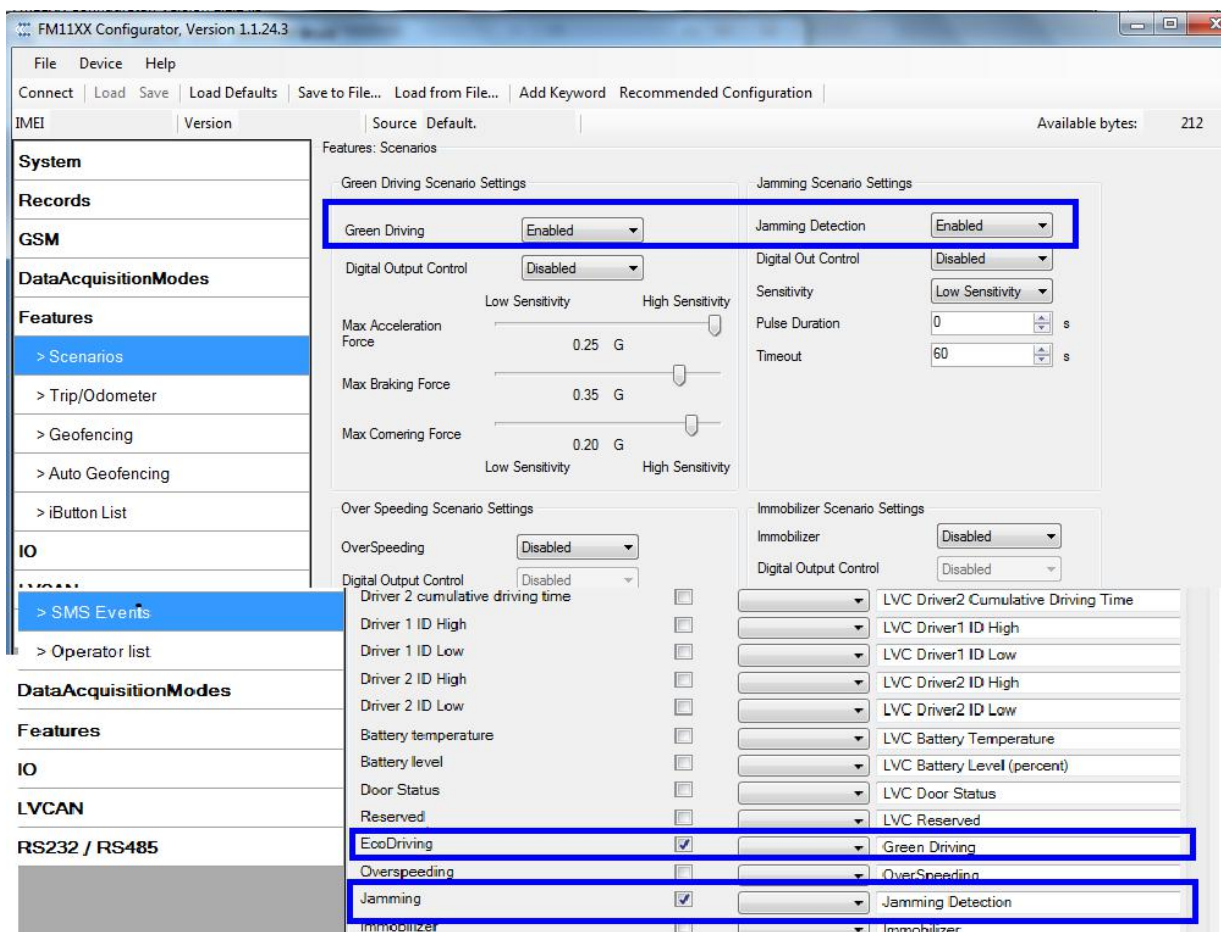 FM11XX Configurator, Version 1.1.24.3
File Device Help
Connect Load Save Load Defaults Save to File... Load from File... Add Keyword Recommended Configuration
IMEI Version Source Default. Available bytes: 212
System
Records
GSM
DataAcquisitionModes
Features
> Scenarios
> Trip/Odometer
> Geofencing
> Auto Geofencing
> iButton List
IO
Features: Scenarios
Green Driving Scenario Settings
Green Driving Enabled
Digital Output Control Disabled
Low Sensitivity High Sensitivity
Max Acceleration
Force
0.25 G
Max Braking Force
0.35 G
Max Cornering Force
0.20 G
Low Sensitivity High Sensitivity
Jamming Scenario Settings
Jamming Detection Enabled
Digital Out Control Disabled
Sensitivity Low Sensitivity
Pulse Duration 0 s
Timeout 60 s
Over Speeding Scenario Settings
OverSpeeding Disabled
Digital Output Control Disabled
Immobilizer Scenario Settings
Immobilizer Disabled
Digital Output Control Disabled
> SMS Events
> Operator list
DataAcquisitionModes
Features
IO
LVCAN
RS232 / RS485
Driver 2 cumulative driving time LVC Driver2 Cumulative Driving Time
Driver 1 ID High LVC Driver1 ID High
Driver 1 ID Low LVC Driver1 ID Low
Driver 2 ID High LVC Driver2 ID High
Driver 2 ID Low LVC Driver2 ID Low
Battery temperature LVC Battery Temperature
Battery level LVC Battery Level (percent)
Door Status LVC Door Status
Reserved LVC Reserved
EcoDriving Green Driving
Overspeeding OverSpeeding
Jamming Jamming Detection
Immobilizer Immobilizer